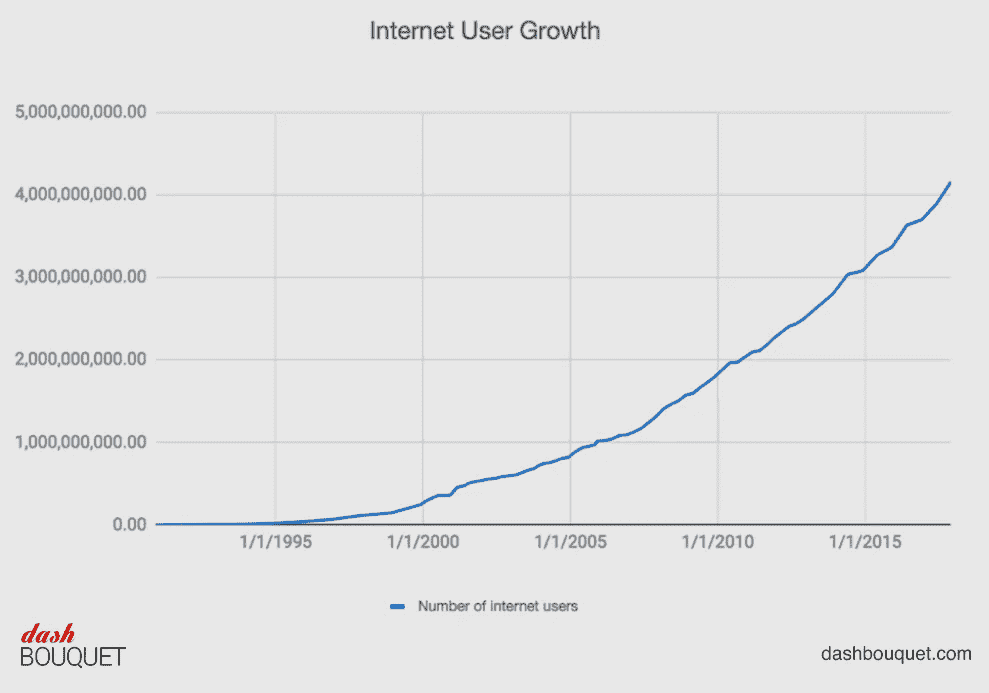 Internet User Growth
5,000,000,000.00
4,000,000,000.00
3,000,000,000.00
2,000,000,000.00
1,000,000,000.00
0.00
1/1/1995 1/1/2000 1/1/2005 1/1/2010 1/1/2015
Number of internet users
dash
BOUQUET
dashbouquet.com